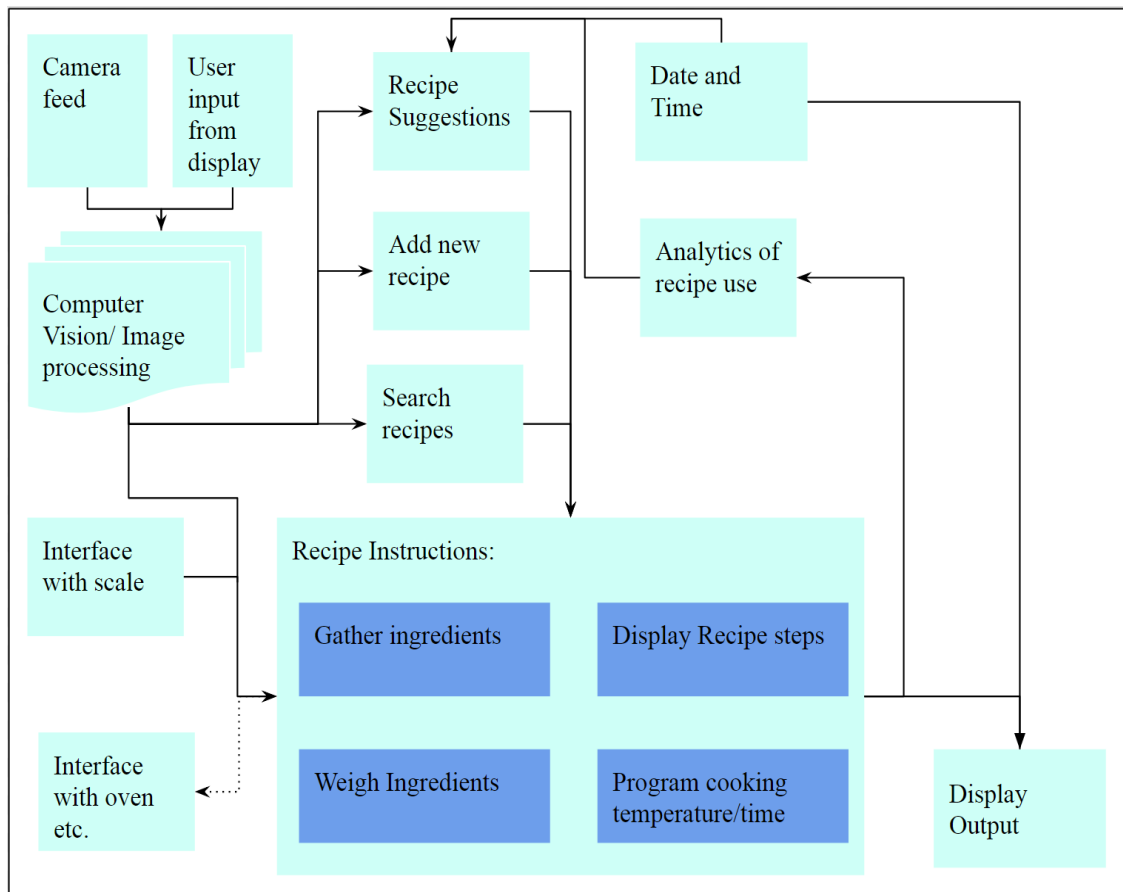 Camera
feed
User
input
from
display
Recipe
Suggestions
Date and
Time
Add new
recipe
Analytics of
recipe use
Computer
Vision/ Image
processing
Search
recipes
Interface
with scale
Recipe Instructions:
Gather ingredients
Display Recipe steps
Interface
with oven
etc.
Weigh Ingredients
Program cooking
temperature/time
Display
Output